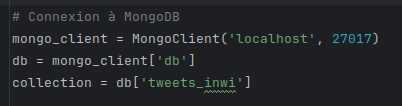 # Connexion à MongoDB
mongo_client = MongoClient('localhost', 27017)
db = mongo_client['db']
collection = db['tweets_inwi']